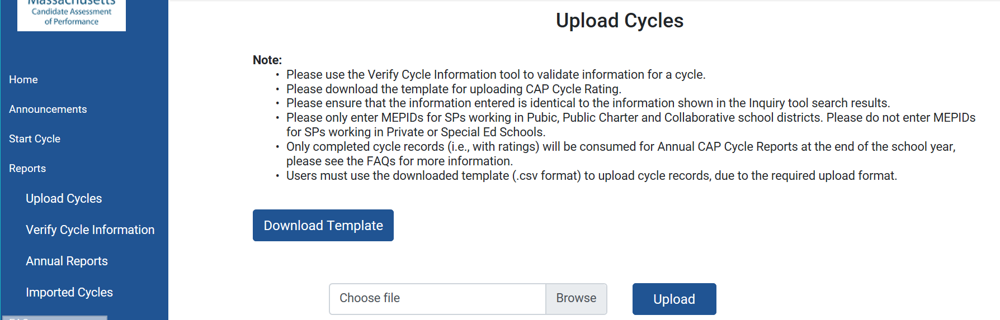 Massachusetts
Candidate Assessment
of Performance
Home
Announcements
Start Cycle
Reports
Upload Cycles
Verify Cycle Information
Annual Reports
Imported Cycles
Upload Cycles
Note:
• Please use the Verify Cycle Information tool to validate information for a cycle.
• Please download the template for uploading CAP Cycle Rating.
• Please ensure that the information entered is identical to the information shown in the Inquiry tool search results.
• Please only enter MEPIDs for SPs working in Pubic, Public Charter and Collaborative school districts. Please do not enter MEPIDs
for SPs working in Private or Special Ed Schools.
• Only completed cycle records (i.e., with ratings) will be consumed for Annual CAP Cycle Reports at the end of the school year,
please see the FAQs for more information.
• Users must use the downloaded template (.csv format) to upload cycle records, due to the required upload format.
Download Template
Choose file
Browse
Upload